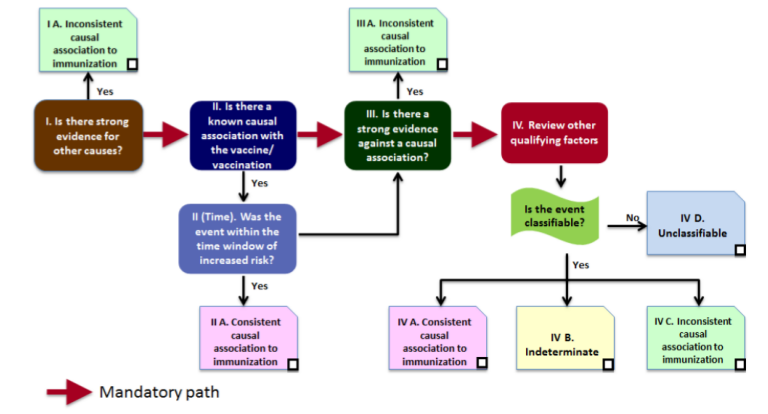 I A. Inconsistent
causal
association to
immunization
Yes
I. Is there strong
evidence for
other causes?
II. Is there a
known causal
association with
the vaccine/
vaccination
Yes
II (Time). Was the
event within the
time window of
increased risk?
Yes
II A. Consistent
causal
association to
immunization
III A. Inconsistent
causal
association to
immunization
Yes
III. Is there a
strong evidence
against a causal
association?
IV. Review other
qualifying factors
Is the event
classifiable?
No
IV D.
Unclassifiable
Yes
IV A. Consistent
causal
association to
immunization
IV B.
Indeterminate
IV C. Inconsistent
causal
association to
immunization
Mandatory path